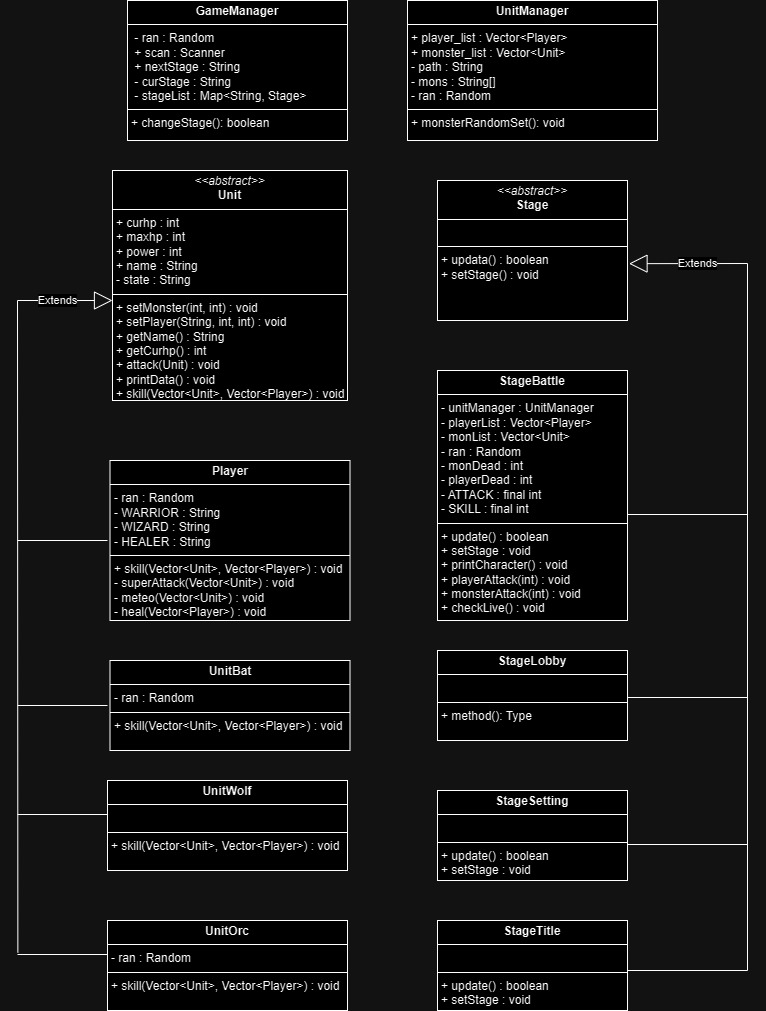 GameManager
- ran : Random
+ scan : Scanner
+ nextStage : String
- curStage : String
- stageList : Map<String, Stage>
+ changeStage(): boolean
UnitManager
+ player_list : Vector<Player>
+ monster_list : Vector<Unit>
- path : String
- mons : String[]
- ran : Random
+ monsterRandomSet(): void
<<abstract>>
Unit
+ curhp : int
+ maxhp : int
+ power : int
+ name : String
- state : String
+ setMonster(int, int) : void
+ setPlayer(String, int, int) : void
+ getName() : String
+ getCurhp() : int
+ attack(Unit) : void
+ printData() : void
+ skill(Vector<Unit>, Vector<Player>) : void
Extends
<<abstract>>
Stage
+ updata() : boolean
+ setStage() : void
Extends
Player
- ran : Random
- WARRIOR : String
- WIZARD : String
- HEALER : String
+ skill(Vector<Unit>, Vector<Player>) : void
- superAttack(Vector<Unit>) : void
- meteo(Vector<Unit>) : void
- heal(Vector<Player>) : void
StageBattle
- unitManager : UnitManager
- playerList : Vector<Player>
- monList : Vector<Unit>
- ran : Random
- monDead : int
- playerDead : int
- ATTACK : final int
- SKILL : final int
+ update() : boolean
+ setStage : void
+ printCharacter() : void
+ playerAttack(int) : void
+ monsterAttack(int) : void
+ checkLive() : void
UnitBat
- ran : Random
+ skill(Vector<Unit>, Vector<Player>) : void
StageLobby
+ method(): Type
UnitWolf
+ skill(Vector<Unit>, Vector<Player>) : void
StageSetting
+ update() : boolean
+ setStage : void
UnitOrc
- ran : Random
+ skill(Vector<Unit>, Vector<Player>) : void
StageTitle
+ update() : boolean
+ setStage : void